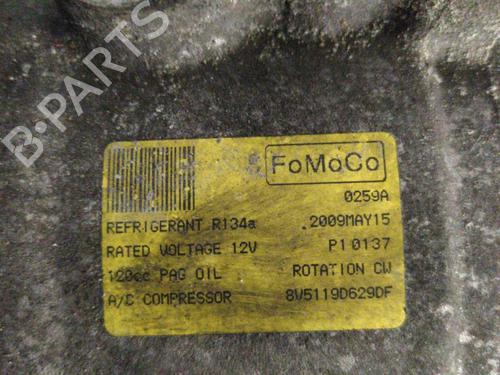 B-PARTS
FoMoCo
0259A
REFRIGERANT R134a .2009MAY15
RATED VOLTAGE 12V P10137
120cc PAG OIL ROTATION CW
A/C COMPRESSOR 8V5119D629DF